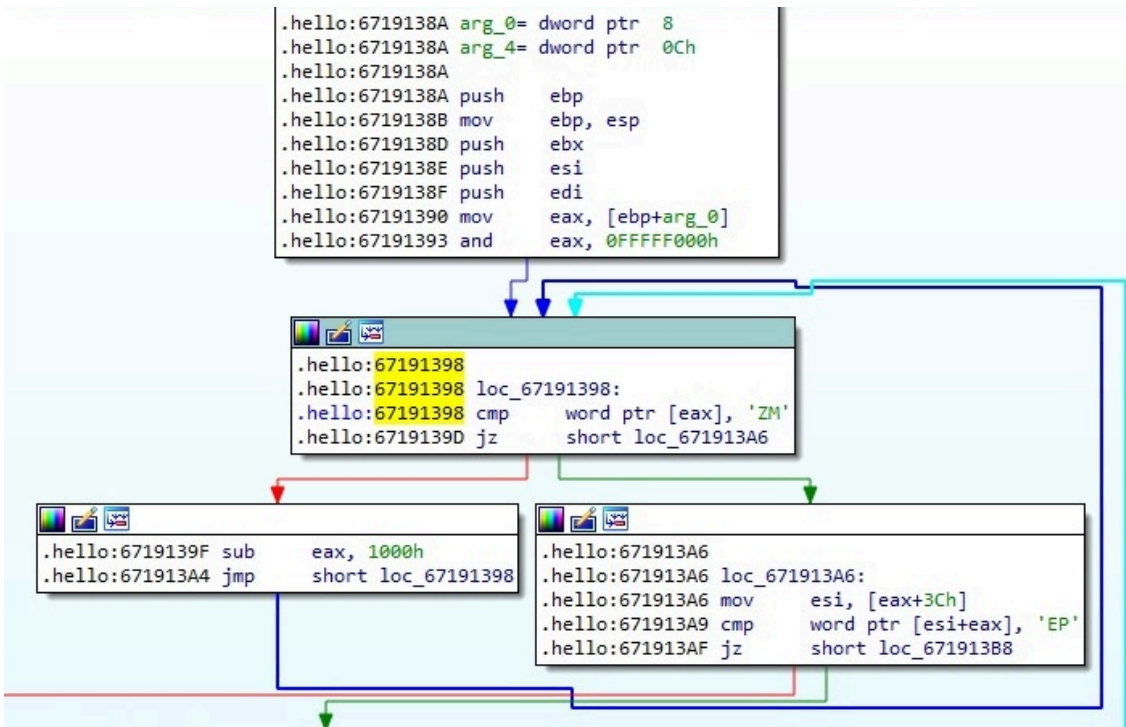 .hello:6719138A arg_0= dword ptr  8
.hello:6719138A arg_4= dword ptr  0Ch
.hello:6719138A
.hello:6719138A push    ebp
.hello:6719138B mov     ebp, esp
.hello:6719138D push    ebx
.hello:6719138E push    esi
.hello:6719138F push    edi
.hello:67191390 mov     eax, [ebp+arg_0]
.hello:67191393 and     eax, 0FFFFF000h
.hello:67191398
.hello:67191398 loc_67191398:
.hello:67191398 cmp     word ptr [eax], 'ZM'
.hello:6719139D jz      short loc_671913A6
.hello:6719139F sub     eax, 1000h
.hello:671913A4 jmp     short loc_67191398
.hello:671913A6
.hello:671913A6 loc_671913A6:
.hello:671913A6 mov     esi, [eax+3Ch]
.hello:671913A9 cmp     word ptr [esi+eax], 'EP'
.hello:671913AF jz      short loc_671913B8